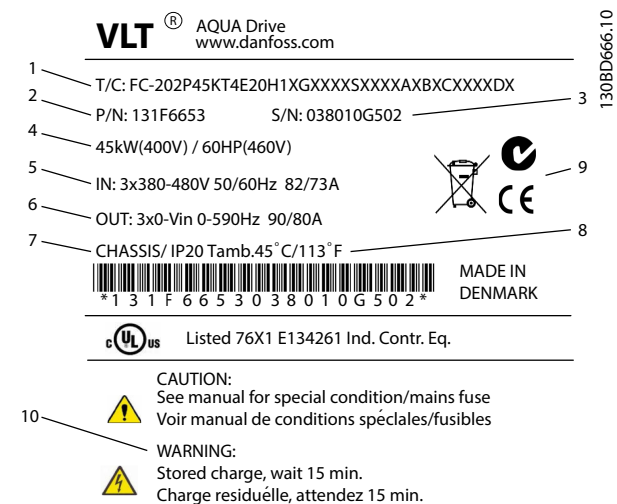 VLT ® AQUA Drive
www.danfoss.com
130BD666.10
1
T/C: FC-202P45KT4E20H1XGXXXXSXXXXAXBXCXXXXDX
2
P/N: 131F6653 S/N: 038010G502
3
4
45kW(400V) / 60HP(460V)
5
IN: 3x380-480V 50/60Hz 82/73A
6
OUT: 3x0-Vin 0-590Hz 90/80A
7
CHASSIS/ IP20 Tamb.45˚C/113˚F
8
9
CE
*131F6653038010G502*
MADE IN
DENMARK
c UL us Listed 76X1 E134261 Ind. Contr. Eq.
CAUTION:
See manual for special condition/mains fuse
Voir manual de conditions spéclales/fusibles
10
WARNING:
Stored charge, wait 15 min.
Charge residuélle, attendez 15 min.